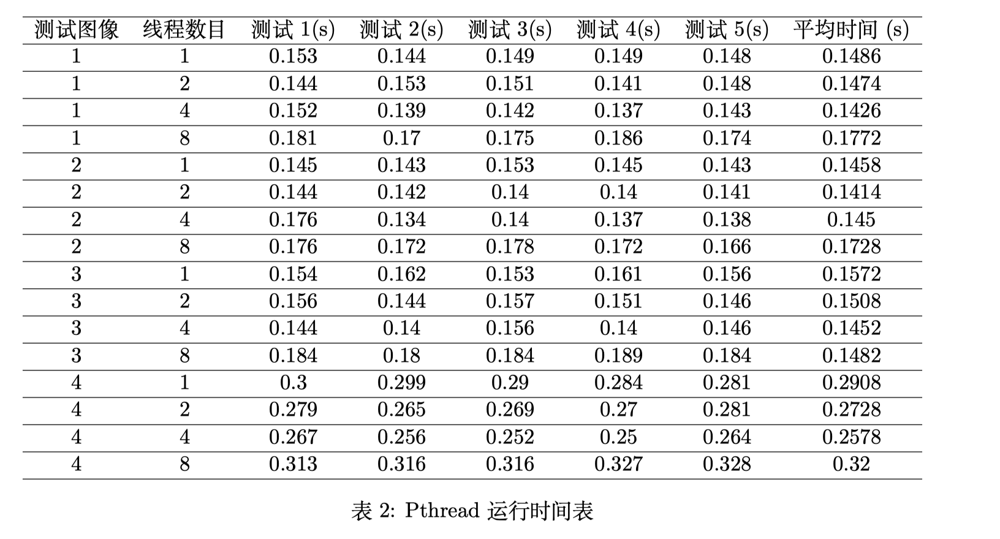 测试图像 线程数目 测试 1(s) 测试 2(s) 测试 3(s) 测试 4(s) 测试 5(s) 平均时间 (s)
1 1 0.153 0.144 0.149 0.149 0.148 0.1486
1 2 0.144 0.153 0.151 0.141 0.148 0.1474
1 4 0.152 0.139 0.142 0.137 0.143 0.1426
1 8 0.181 0.17 0.175 0.186 0.174 0.1772
2 1 0.145 0.143 0.153 0.145 0.143 0.1458
2 2 0.144 0.142 0.14 0.14 0.141 0.1414
2 4 0.176 0.134 0.14 0.137 0.138 0.145
2 8 0.176 0.172 0.178 0.172 0.166 0.1728
3 1 0.154 0.162 0.153 0.161 0.156 0.1572
3 2 0.156 0.144 0.157 0.151 0.146 0.1508
3 4 0.144 0.14 0.156 0.14 0.146 0.1452
3 8 0.184 0.18 0.184 0.189 0.184 0.1482
4 1 0.3 0.299 0.29 0.284 0.281 0.2908
4 2 0.279 0.265 0.269 0.27 0.281 0.2728
4 4 0.267 0.256 0.252 0.25 0.264 0.2578
4 8 0.313 0.316 0.316 0.327 0.328 0.32
表 2: Pthread 运行时间表